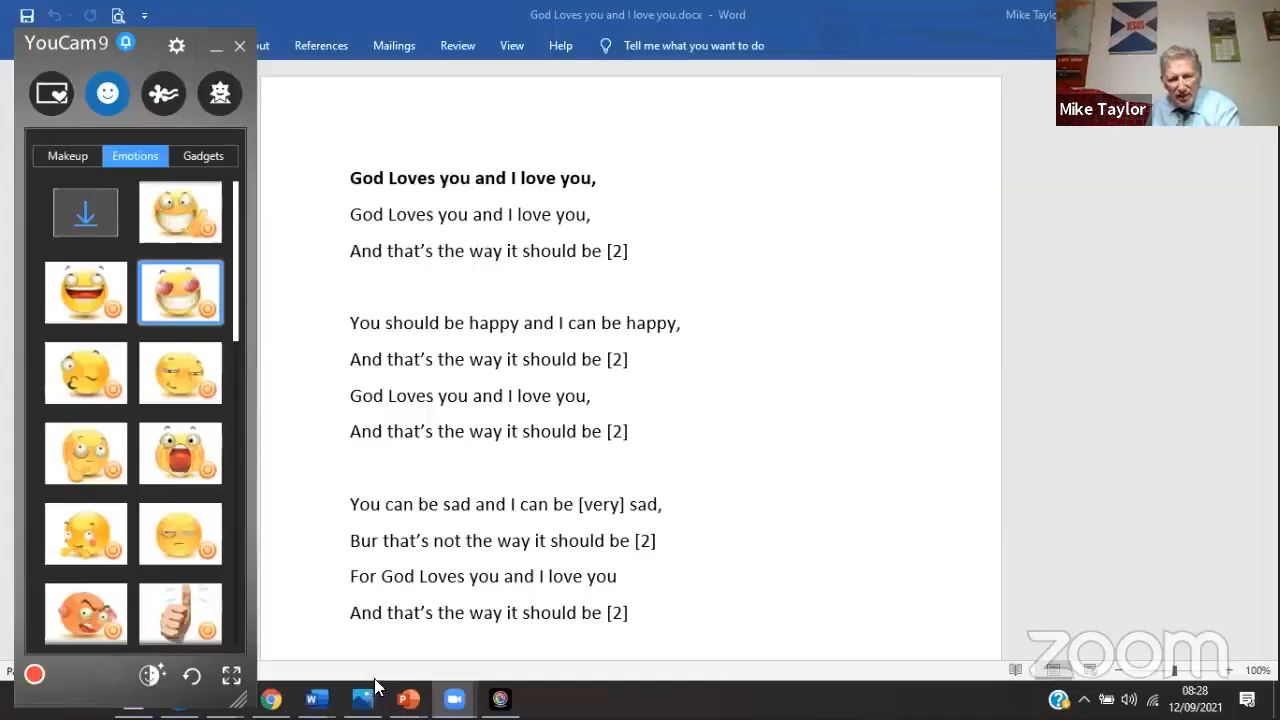 God Loves you and I love you.docx - Word
Mike Taylo
YouCam 9
out References Mailings Review View Help Tell me what you want to do
JESUS
Mike Taylor
Makeup Emotions Gadgets
God Loves you and I love you,
God Loves you and I love you,
And that’s the way it should be [2]
You should be happy and I can be happy,
And that’s the way it should be [2]
God Loves you and I love you,
And that’s the way it should be [2]
You can be sad and I can be [very] sad,
Bur that’s not the way it should be [2]
For God Loves you and I love you
And that’s the way it should be [2]
zoom
100%
08:28
12/09/2021